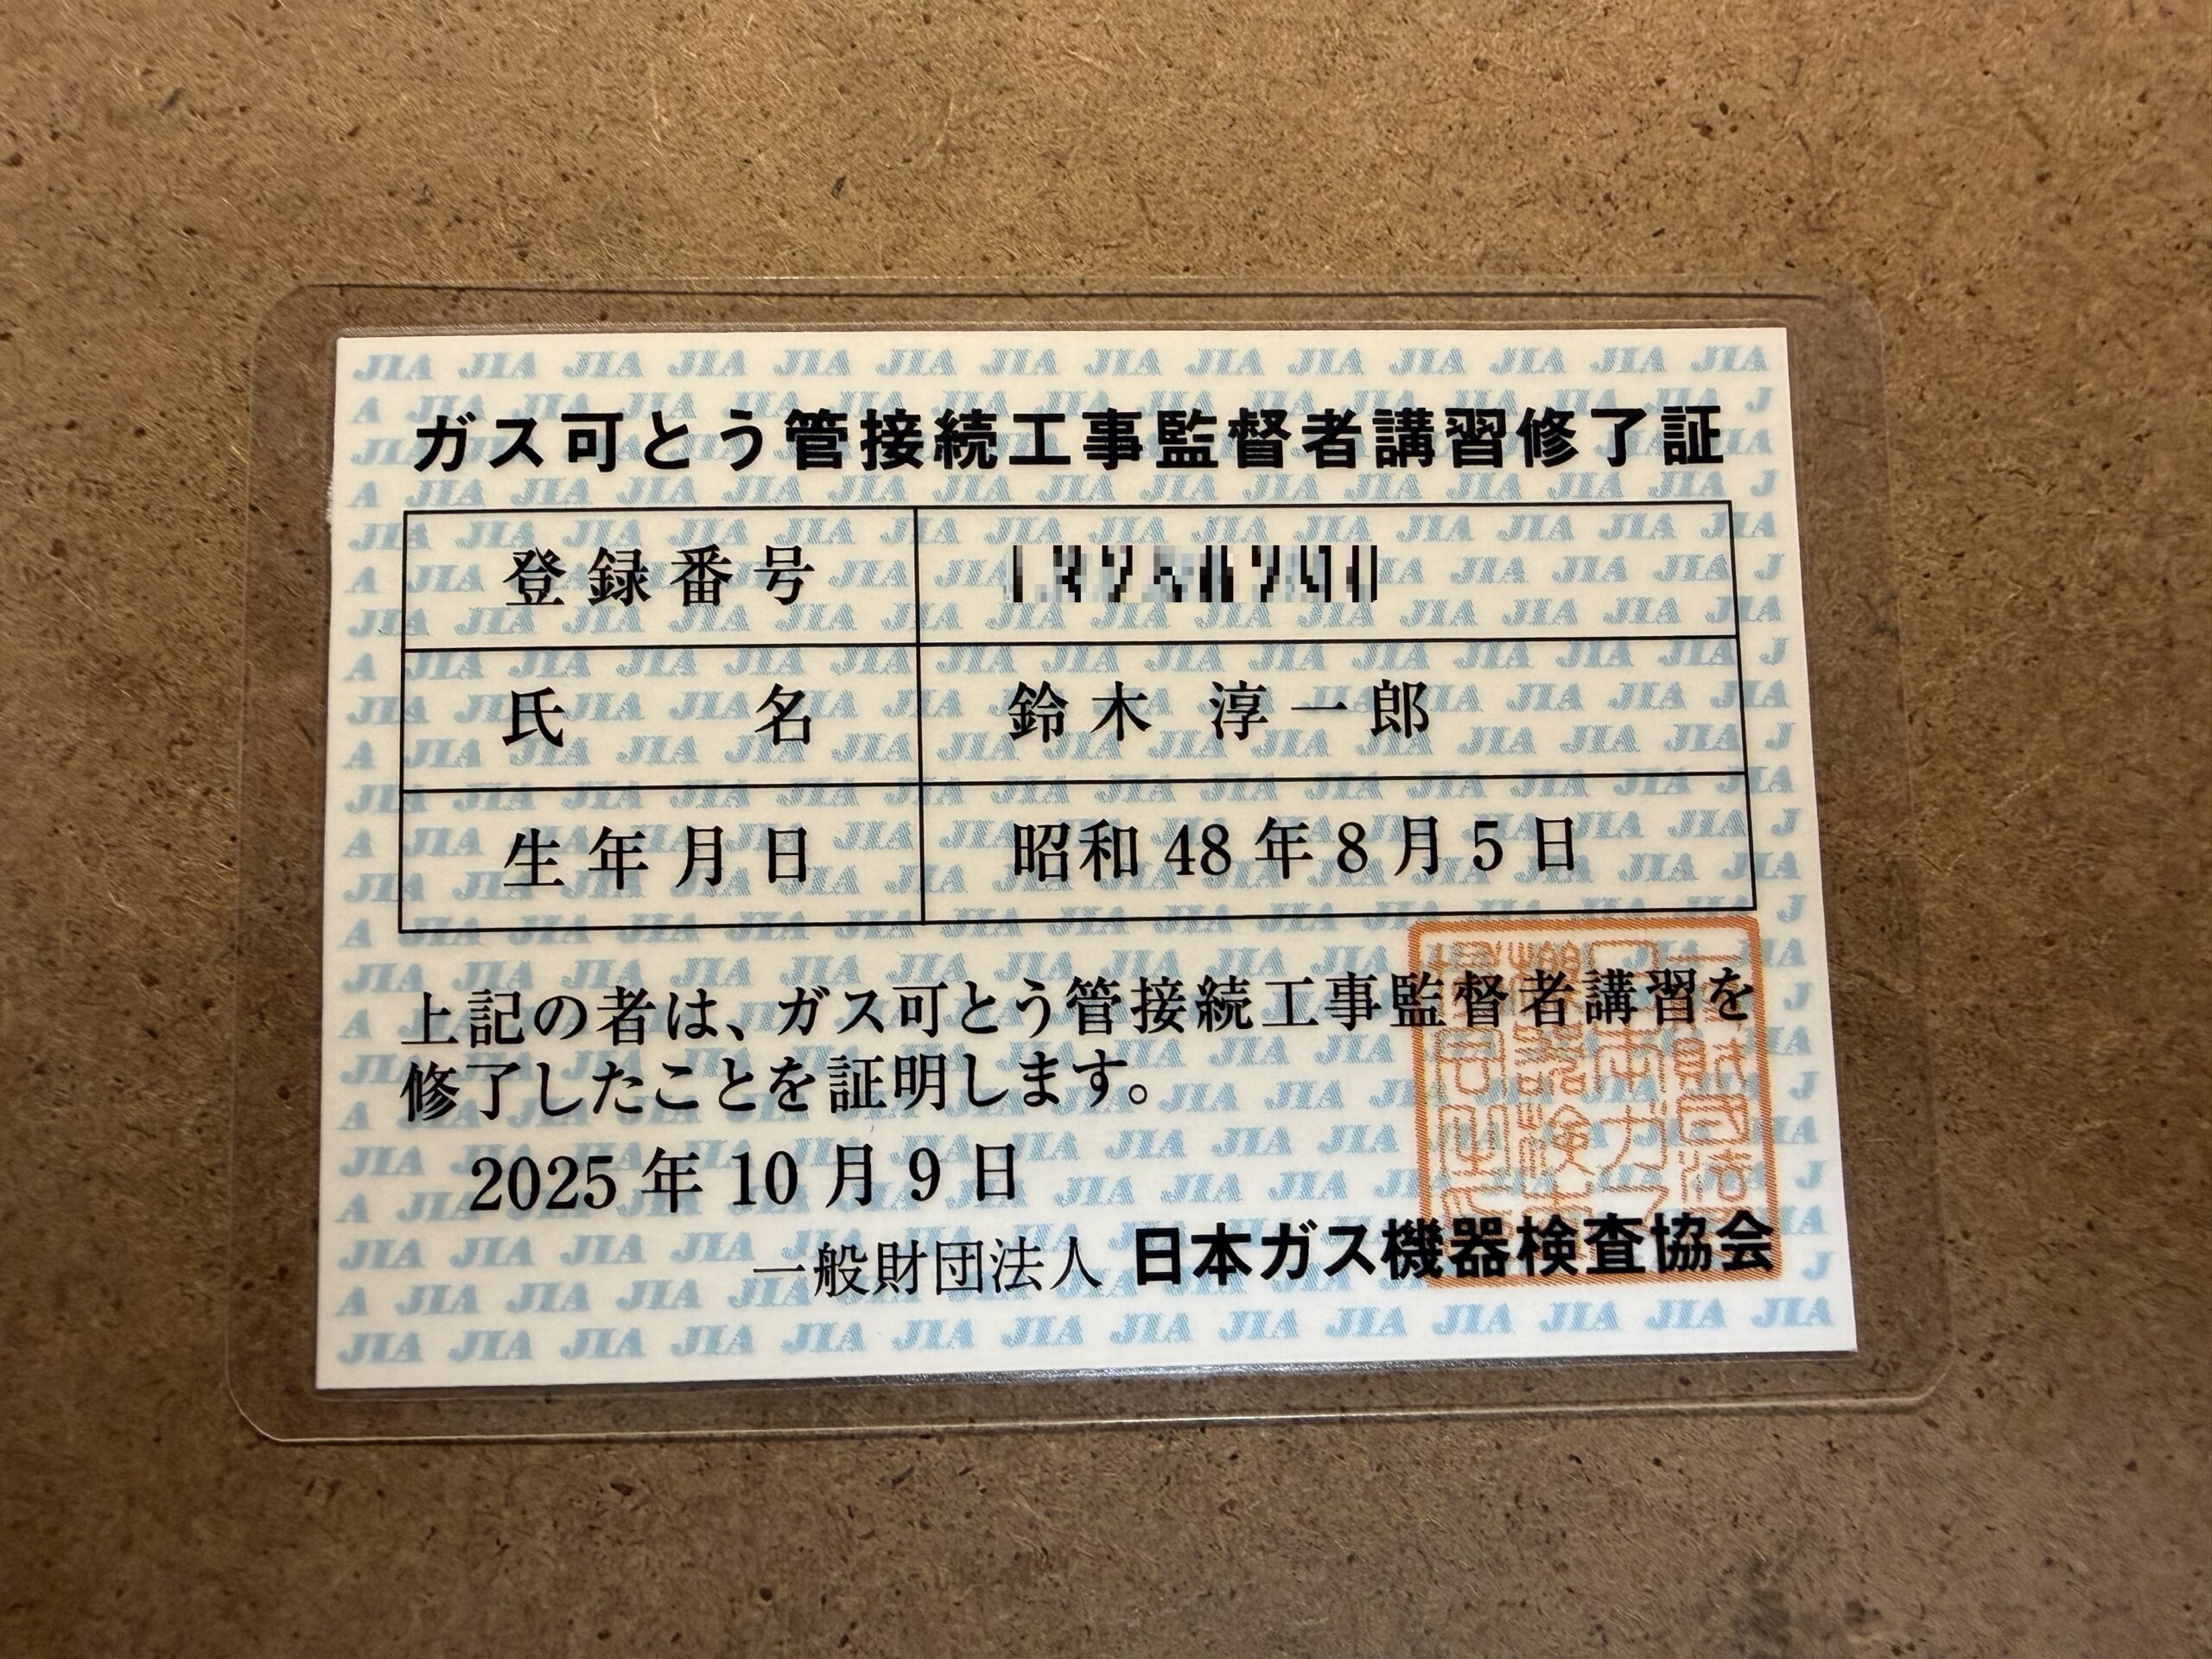 ガス可とう管接続工事監督者講習修了証
登録番号
氏名 鈴木 淳一郎
生年月日 昭和48年8月5日
上記の者は、ガス可とう管接続工事監督者講習を
修了したことを証明します。
2025年10月9日
一般財団法人 日本ガス機器検査協会